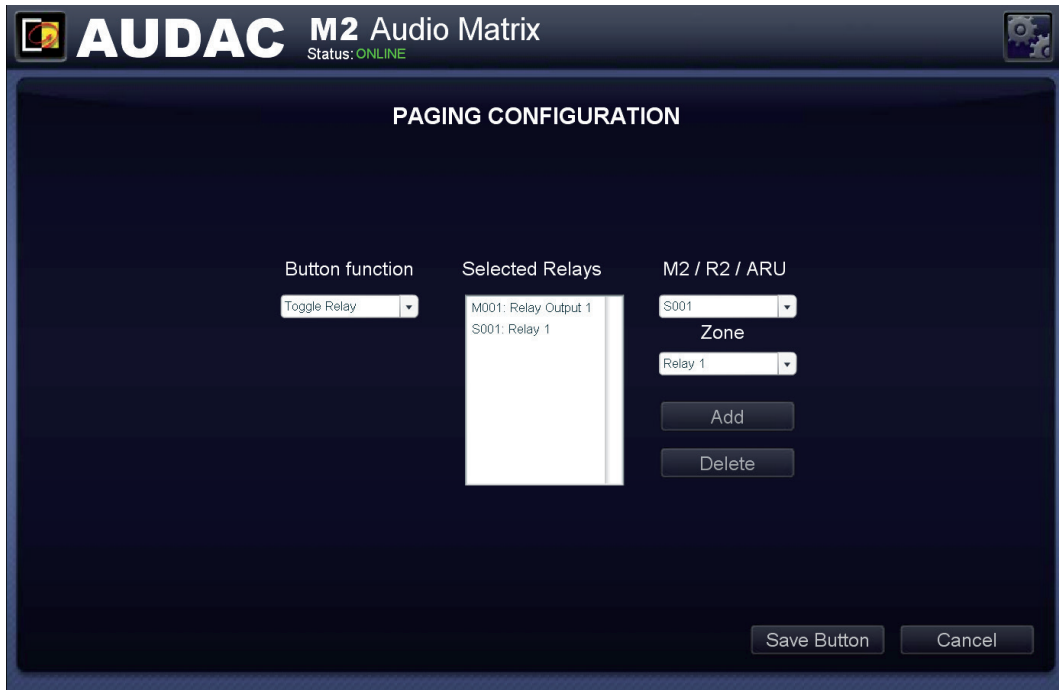 AUDAC M2 Audio Matrix
Status: ONLINE
PAGING CONFIGURATION
Button function
Selected Relays
M2 / R2 / ARU
Toggle Relay
M001: Relay Output 1
S001: Relay 1
S001
Zone
Relay 1
Add
Delete
Save Button
Cancel